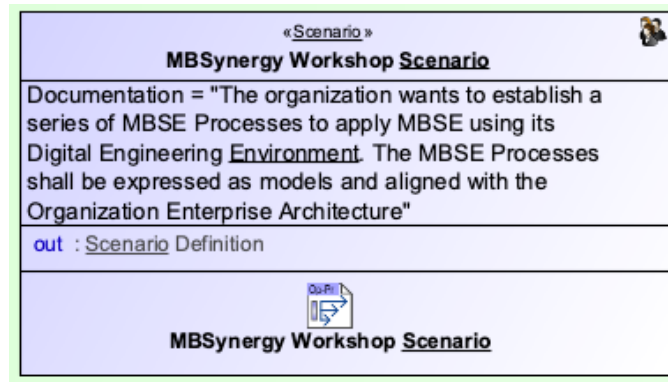 «Scenario»
MBSynergy Workshop Scenario
Documentation = "The organization wants to establish a
series of MBSE Processes to apply MBSE using its
Digital Engineering Environment. The MBSE Processes
shall be expressed as models and aligned with the
Organization Enterprise Architecture"
out : Scenario Definition
Op-Pr
MBSynergy Workshop Scenario